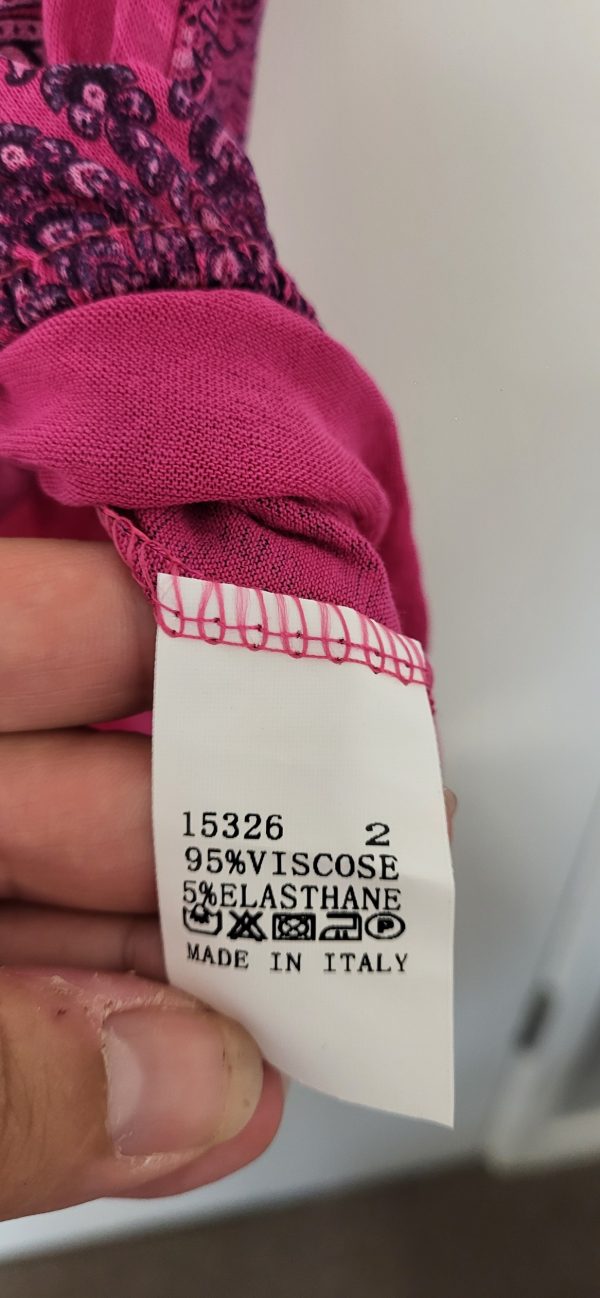 15326 2
95%VISCOSE
5%ELASTHANE
P
MADE IN ITALY